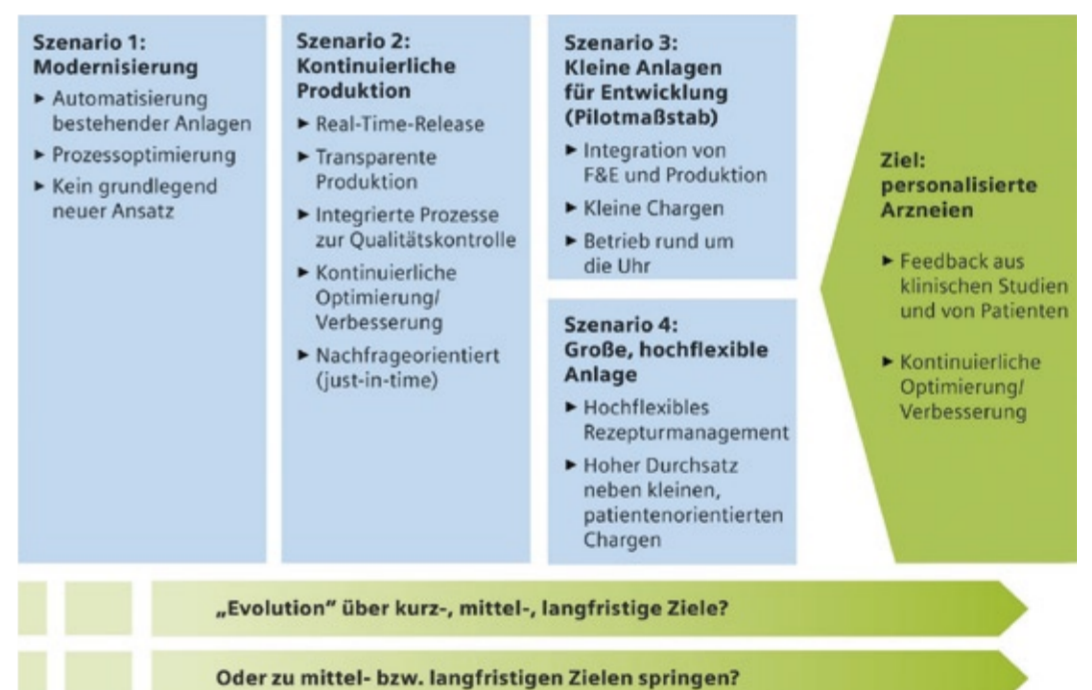 Szenario 1:
Modernisierung
▶ Automatisierung
bestehender Anlagen
▶ Prozessoptimierung
▶ Kein grundlegend
neuer Ansatz
Szenario 2:
Kontinuierliche
Produktion
▶ Real-Time-Release
▶ Transparente
Produktion
▶ Integrierte Prozesse
zur Qualitätskontrolle
▶ Kontinuierliche
Optimierung/
Verbesserung
▶ Nachfrageorientiert
(just-in-time)
Szenario 3:
Kleine Anlagen
für Entwicklung
(Pilotmaßstab)
▶ Integration von
F&E und Produktion
▶ Kleine Chargen
▶ Betrieb rund um
die Uhr
Szenario 4:
Große, hochflexible
Anlage
▶ Hochflexibles
Rezepturmanagement
▶ Hoher Durchsatz
neben kleinen,
patientenorientierten
Chargen
Ziel:
personalisierte
Arzneien
▶ Feedback aus
klinischen Studien
und von Patienten
▶ Kontinuierliche
Optimierung/
Verbesserung
„Evolution“ über kurz-, mittel-, langfristige Ziele?
Oder zu mittel- bzw. langfristigen Zielen springen?